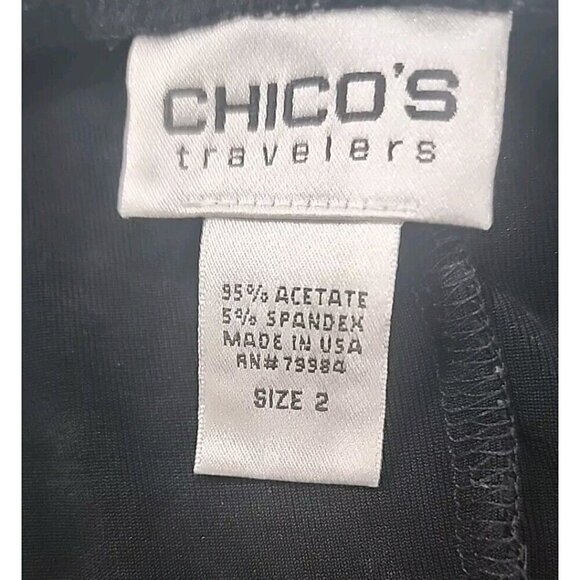 CHICO'S
travelers
95% ACETATE
5% SPANDEX
MADE IN USA
RN#79984
SIZE 2